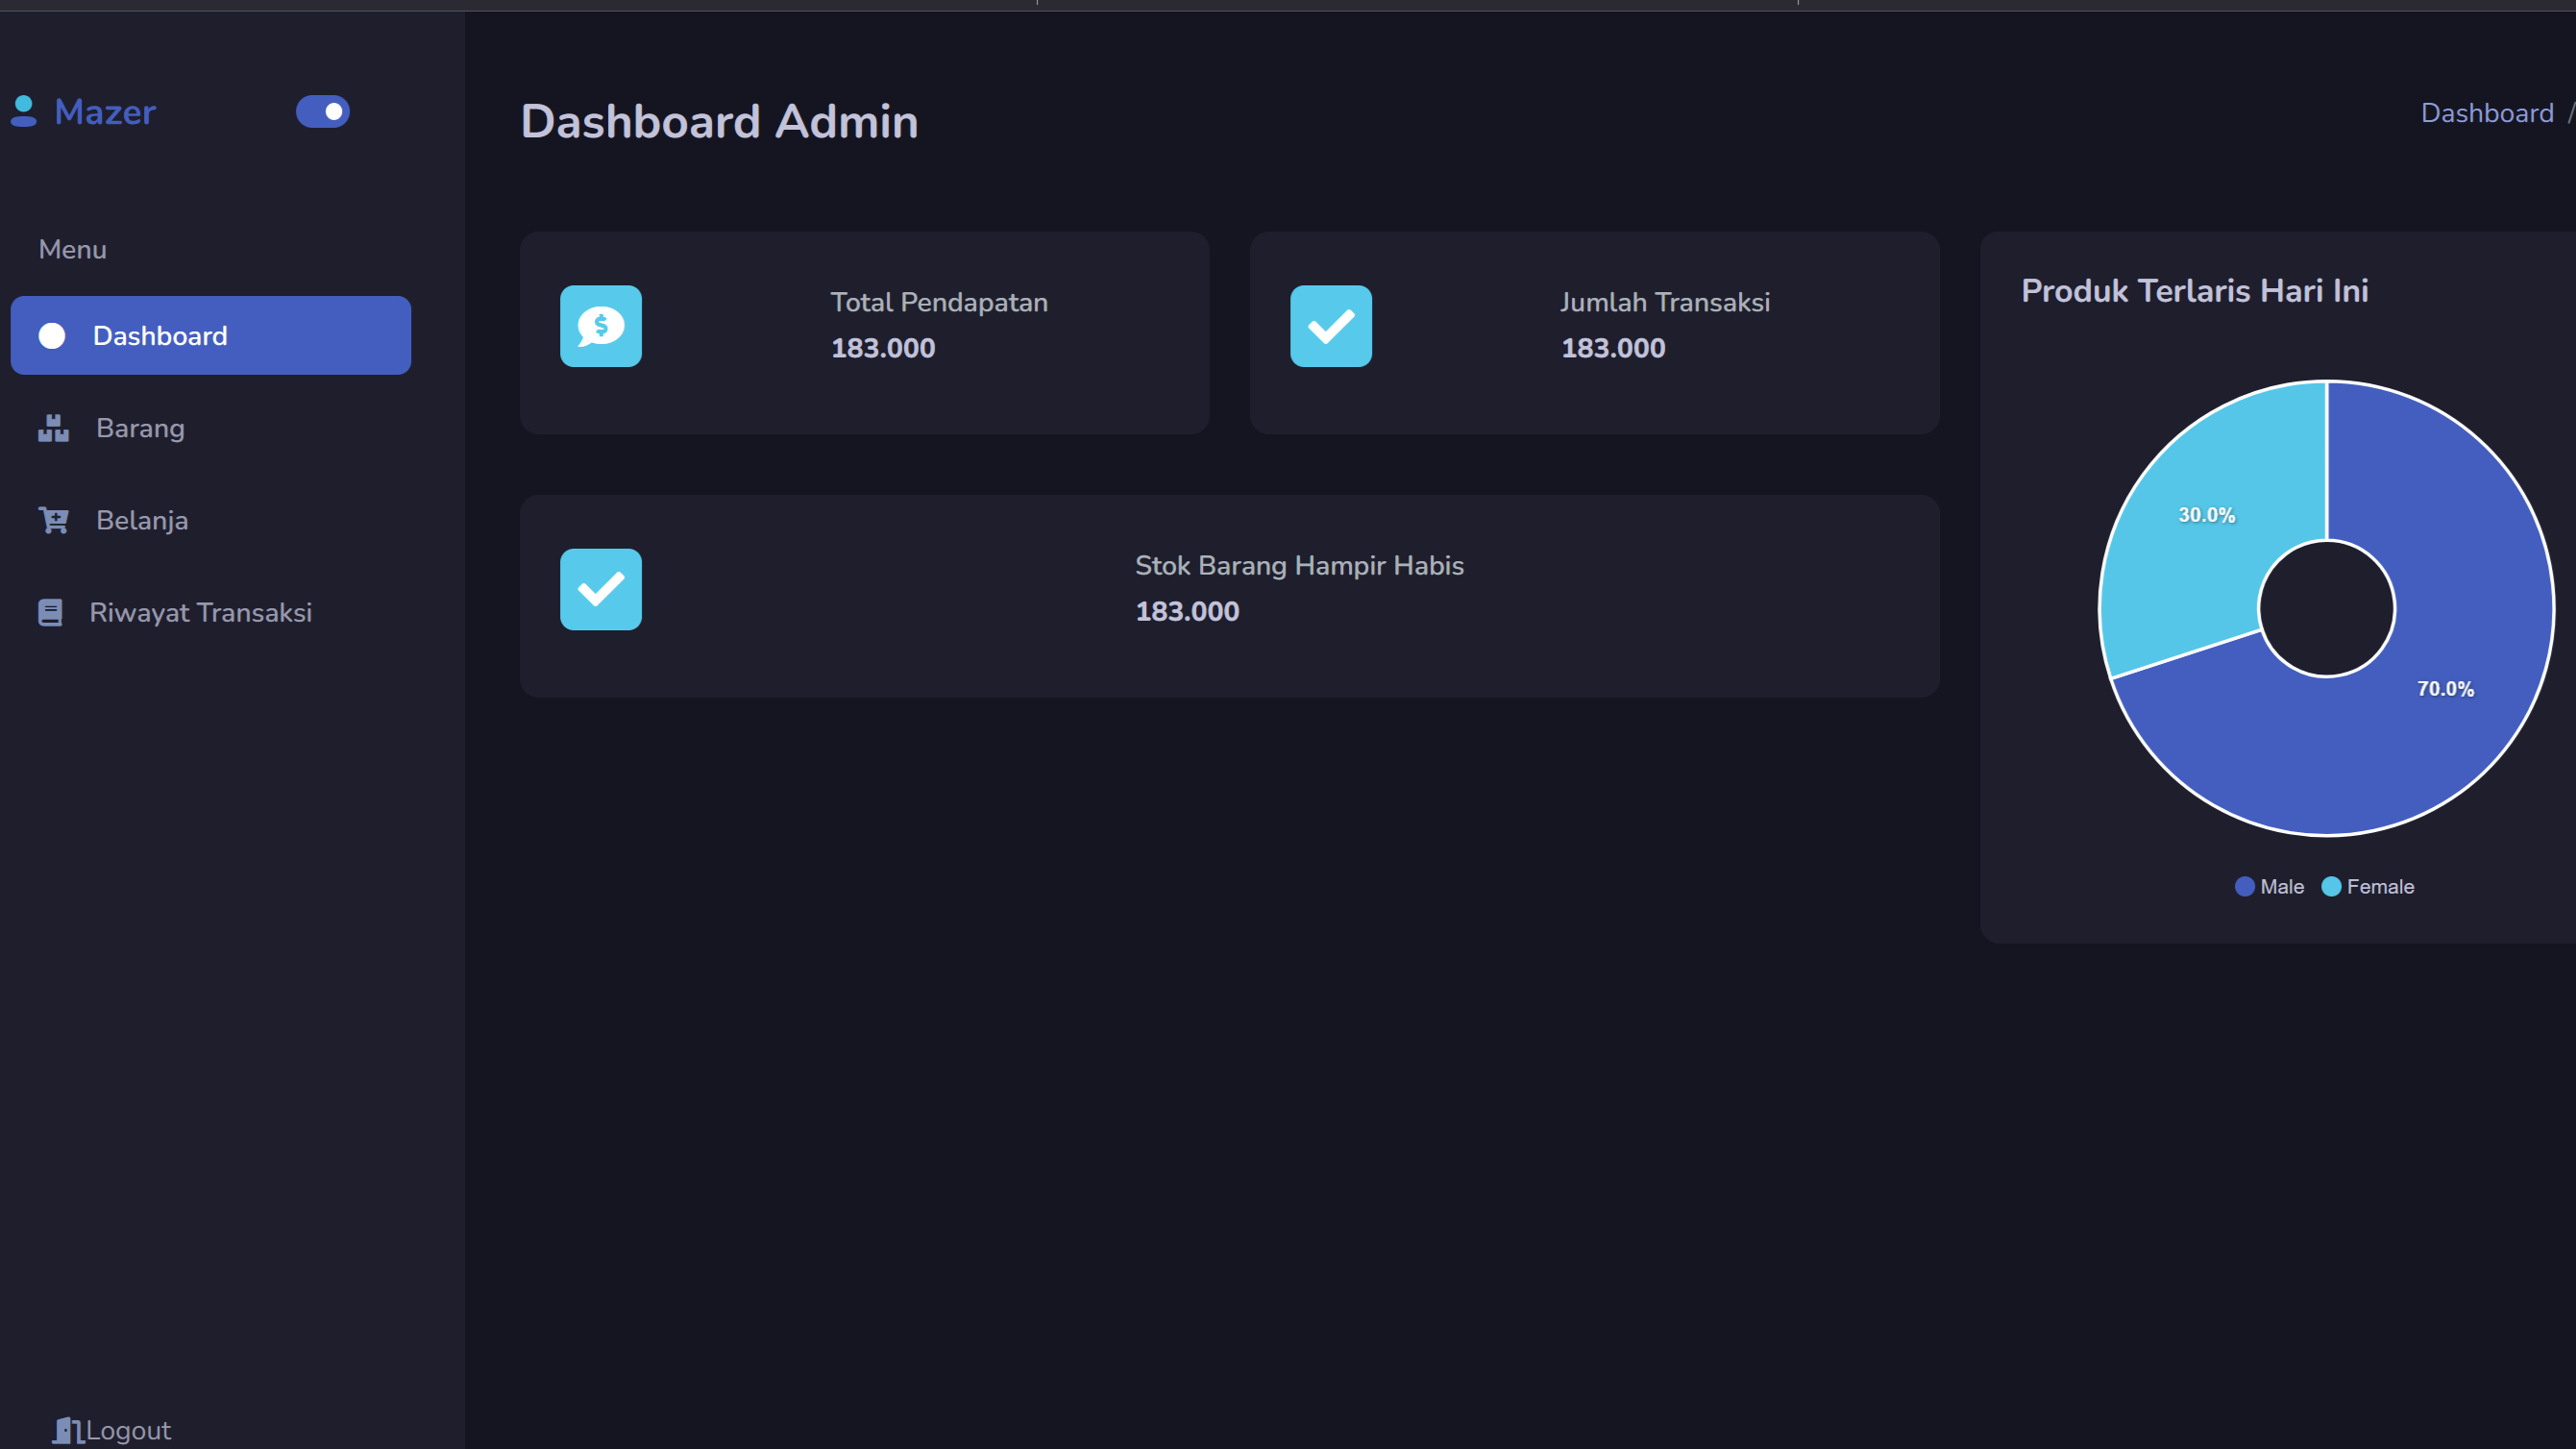 Mazer
Menu
Dashboard
Barang
Belanja
Riwayat Transaksi
Logout
Dashboard Admin
Dashboard /
Total Pendapatan
183.000
Jumlah Transaksi
183.000
Stok Barang Hampir Habis
183.000
Produk Terlaris Hari Ini
30.0%
70.0%
Male Female